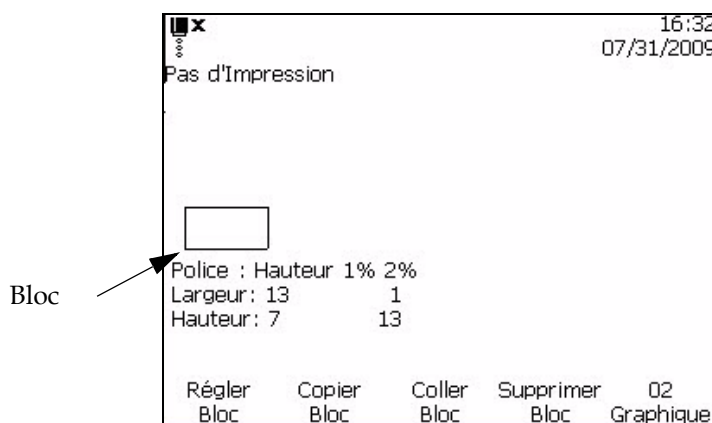 16:32
07/31/2009
Pas d'Impression
Bloc
Police : Hauteur 1% 2%
Largeur: 13 1
Hauteur: 7 13
Régler Copier Coller Supprimer 02
Bloc Bloc Bloc Bloc Graphique